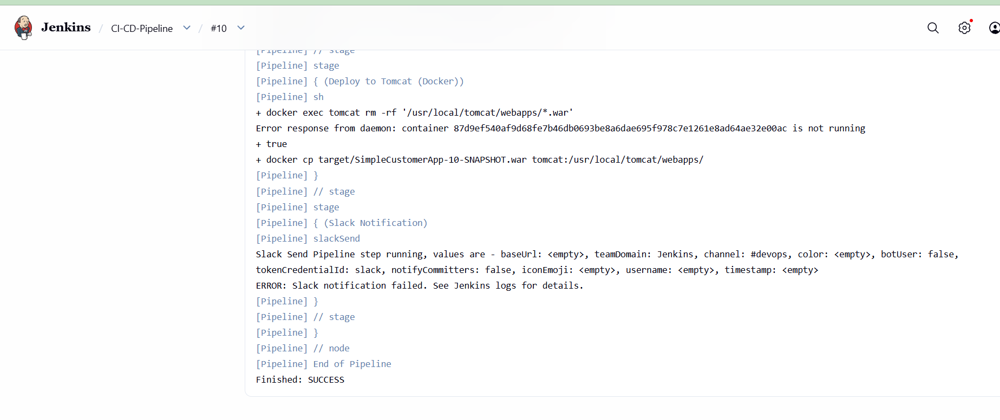 Jenkins / CI-CD-Pipeline / #10
[Pipeline] // stage
[Pipeline] stage
[Pipeline] { (Deploy to Tomcat (Docker))
[Pipeline] sh
+ docker exec tomcat rm -rf '/usr/local/tomcat/webapps/*.war'
Error response from daemon: container 87d9ef540af9d68fe7b46db0693be8a6dae695f978c7e1261e8ad64ae32e00ac is not running
+ true
+ docker cp target/SimpleCustomerApp-10-SNAPSHOT.war tomcat:/usr/local/tomcat/webapps/
[Pipeline] }
[Pipeline] // stage
[Pipeline] stage
[Pipeline] { (Slack Notification)
[Pipeline] slackSend
Slack Send Pipeline step running, values are - baseUrl: <empty>, teamDomain: Jenkins, channel: #devops, color: <empty>, botUser: false,
tokenCredentialId: slack, notifyCommitters: false, iconEmoji: <empty>, username: <empty>, timestamp: <empty>
ERROR: Slack notification failed. See Jenkins logs for details.
[Pipeline] }
[Pipeline] // stage
[Pipeline] }
[Pipeline] // node
[Pipeline] End of Pipeline
Finished: SUCCESS